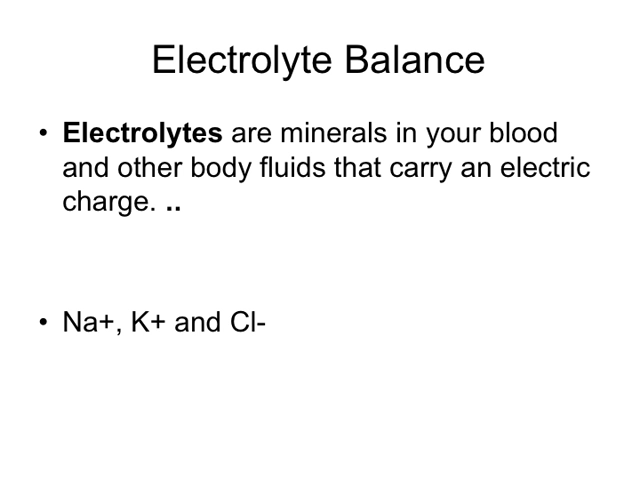 Electrolyte Balance
• Electrolytes are minerals in your blood
and other body fluids that carry an electric
charge. ..
• Na+, K+ and Cl-